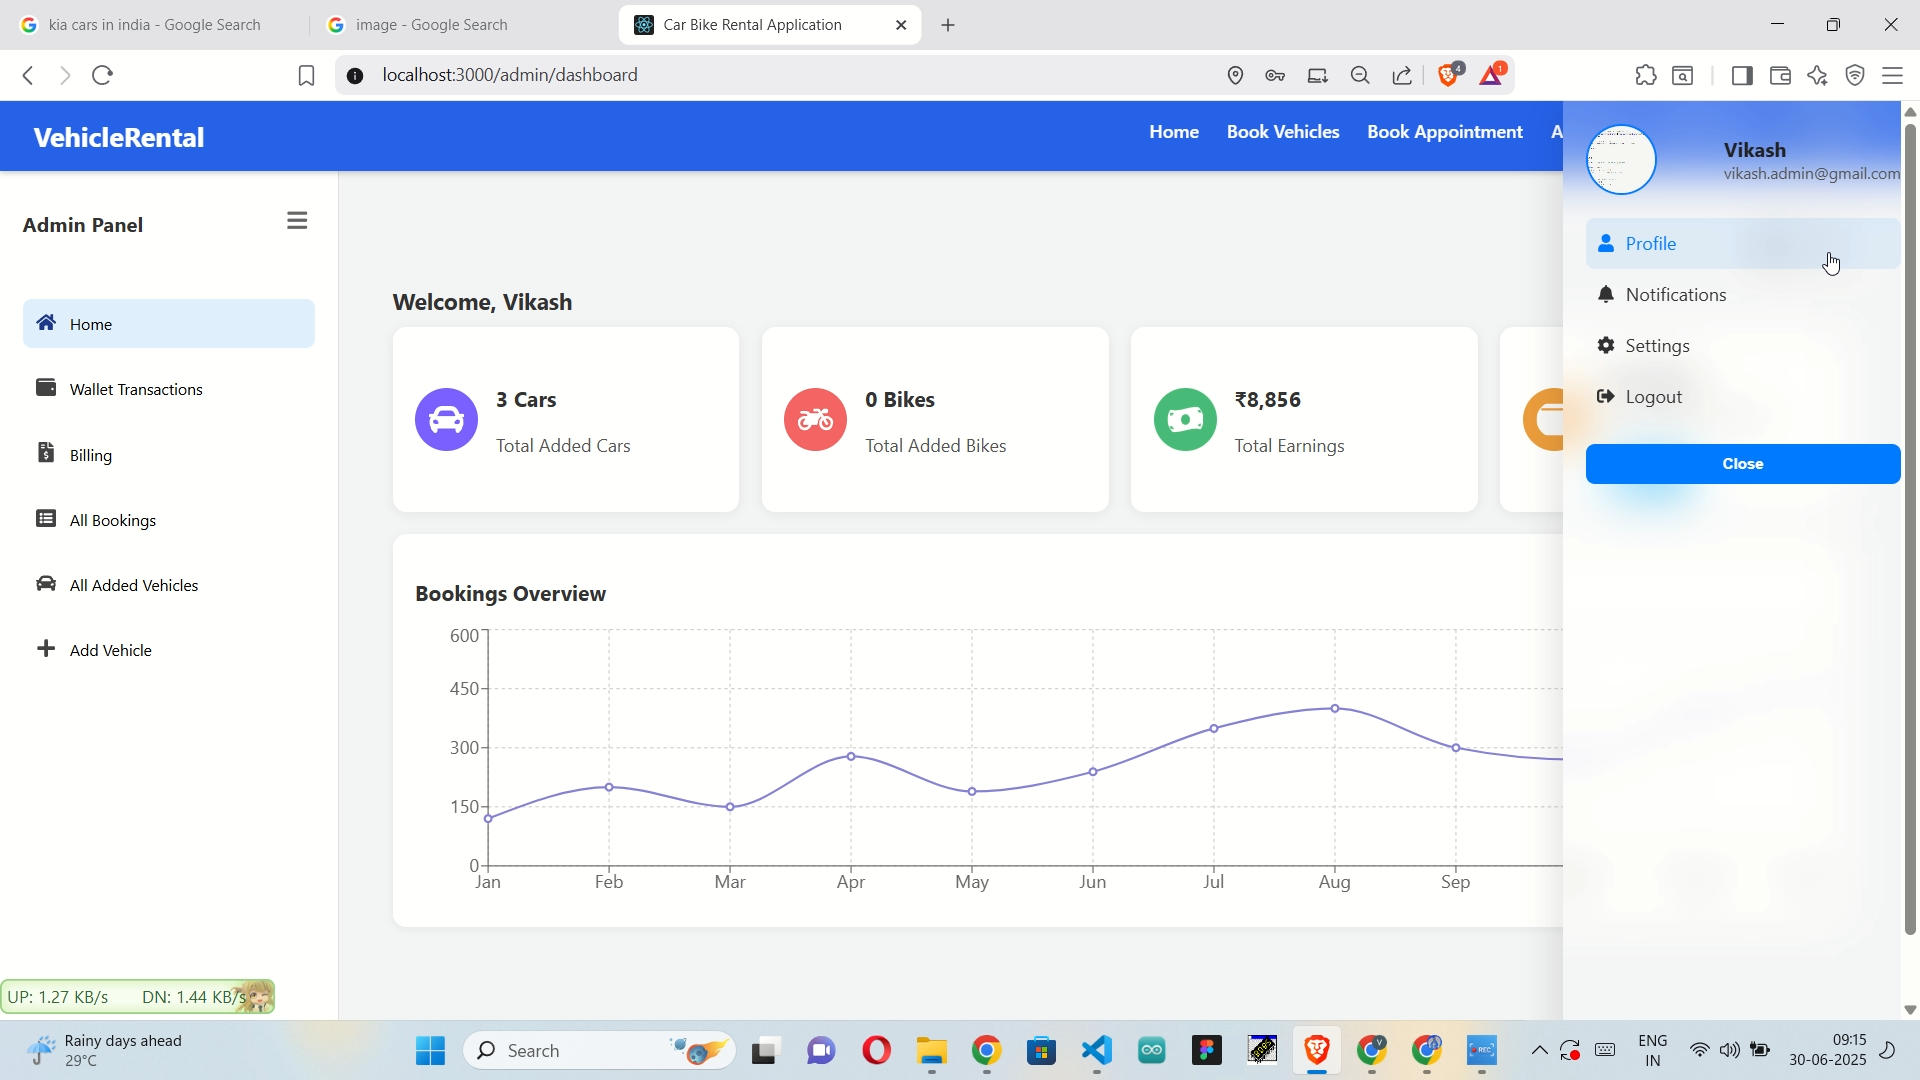 kia cars in india - Google Search
image - Google Search
Car Bike Rental Application
localhost:3000/admin/dashboard
4
1
VehicleRental
Home
Book Vehicles
Book Appointment
A
Vikash
vikash.admin@gmail.com
Admin Panel
Profile
Notifications
Settings
Logout
Close
Home
Wallet Transactions
Billing
All Bookings
All Added Vehicles
Add Vehicle
Welcome, Vikash
3 Cars
Total Added Cars
0 Bikes
Total Added Bikes
₹8,856
Total Earnings
Bookings Overview
600
450
300
150
0
Jan
Feb
Mar
Apr
May
Jun
Jul
Aug
Sep
UP: 1.27 KB/s
DN: 1.44 KB/s
Rainy days ahead
29°C
Search
V
REC
ENG
IN
09:15
30-06-2025